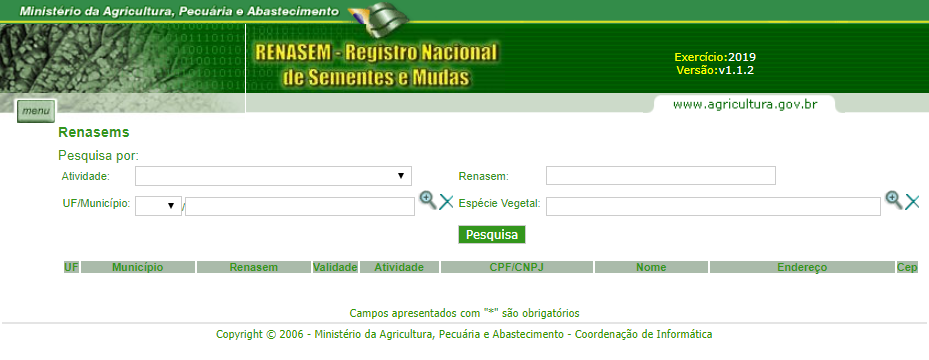 Ministério da Agricultura, Pecuária e Abastecimento
RENASEM - Registro Nacional
de Sementes e Mudas
Exercício:2019
Versão:v1.1.2
menu
www.agricultura.gov.br
Renasems
Pesquisa por:
Atividade: Renasem:
UF/Município: / Espécie Vegetal:
Pesquisa
UF Município Renasem Validade Atividade CPF/CNPJ Nome Endereço Cep
Campos apresentados com "*" são obrigatórios
Copyright © 2006 - Ministério da Agricultura, Pecuária e Abastecimento - Coordenação de Informática